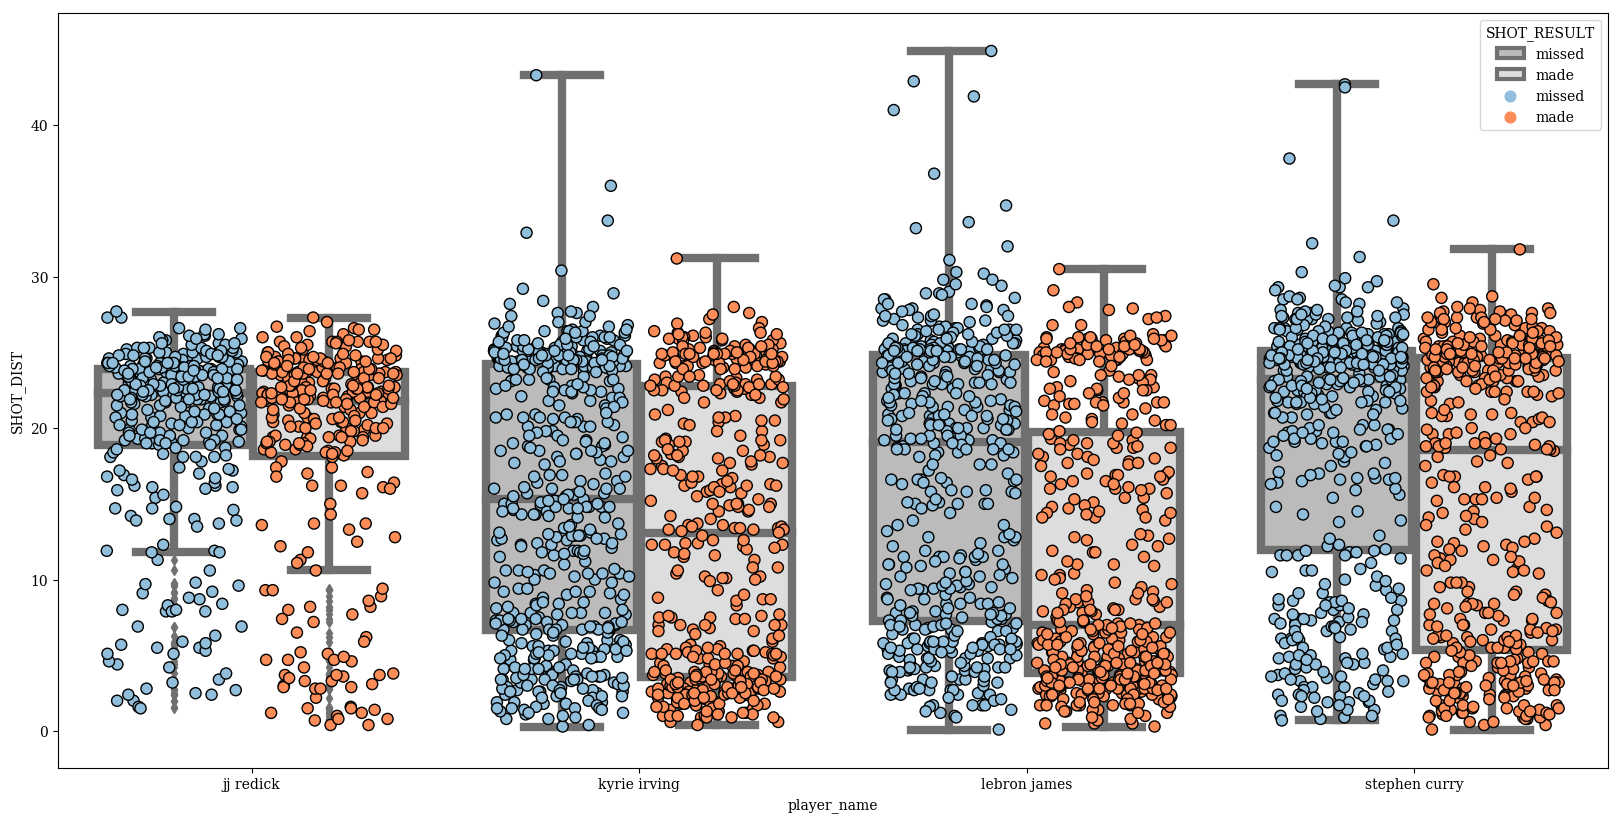 SHOT_RESULT
missed
made
missed
made
SHOT_DIST
40
30
20
10
0
jj redick
kyrie irving
lebron james
stephen curry
player_name